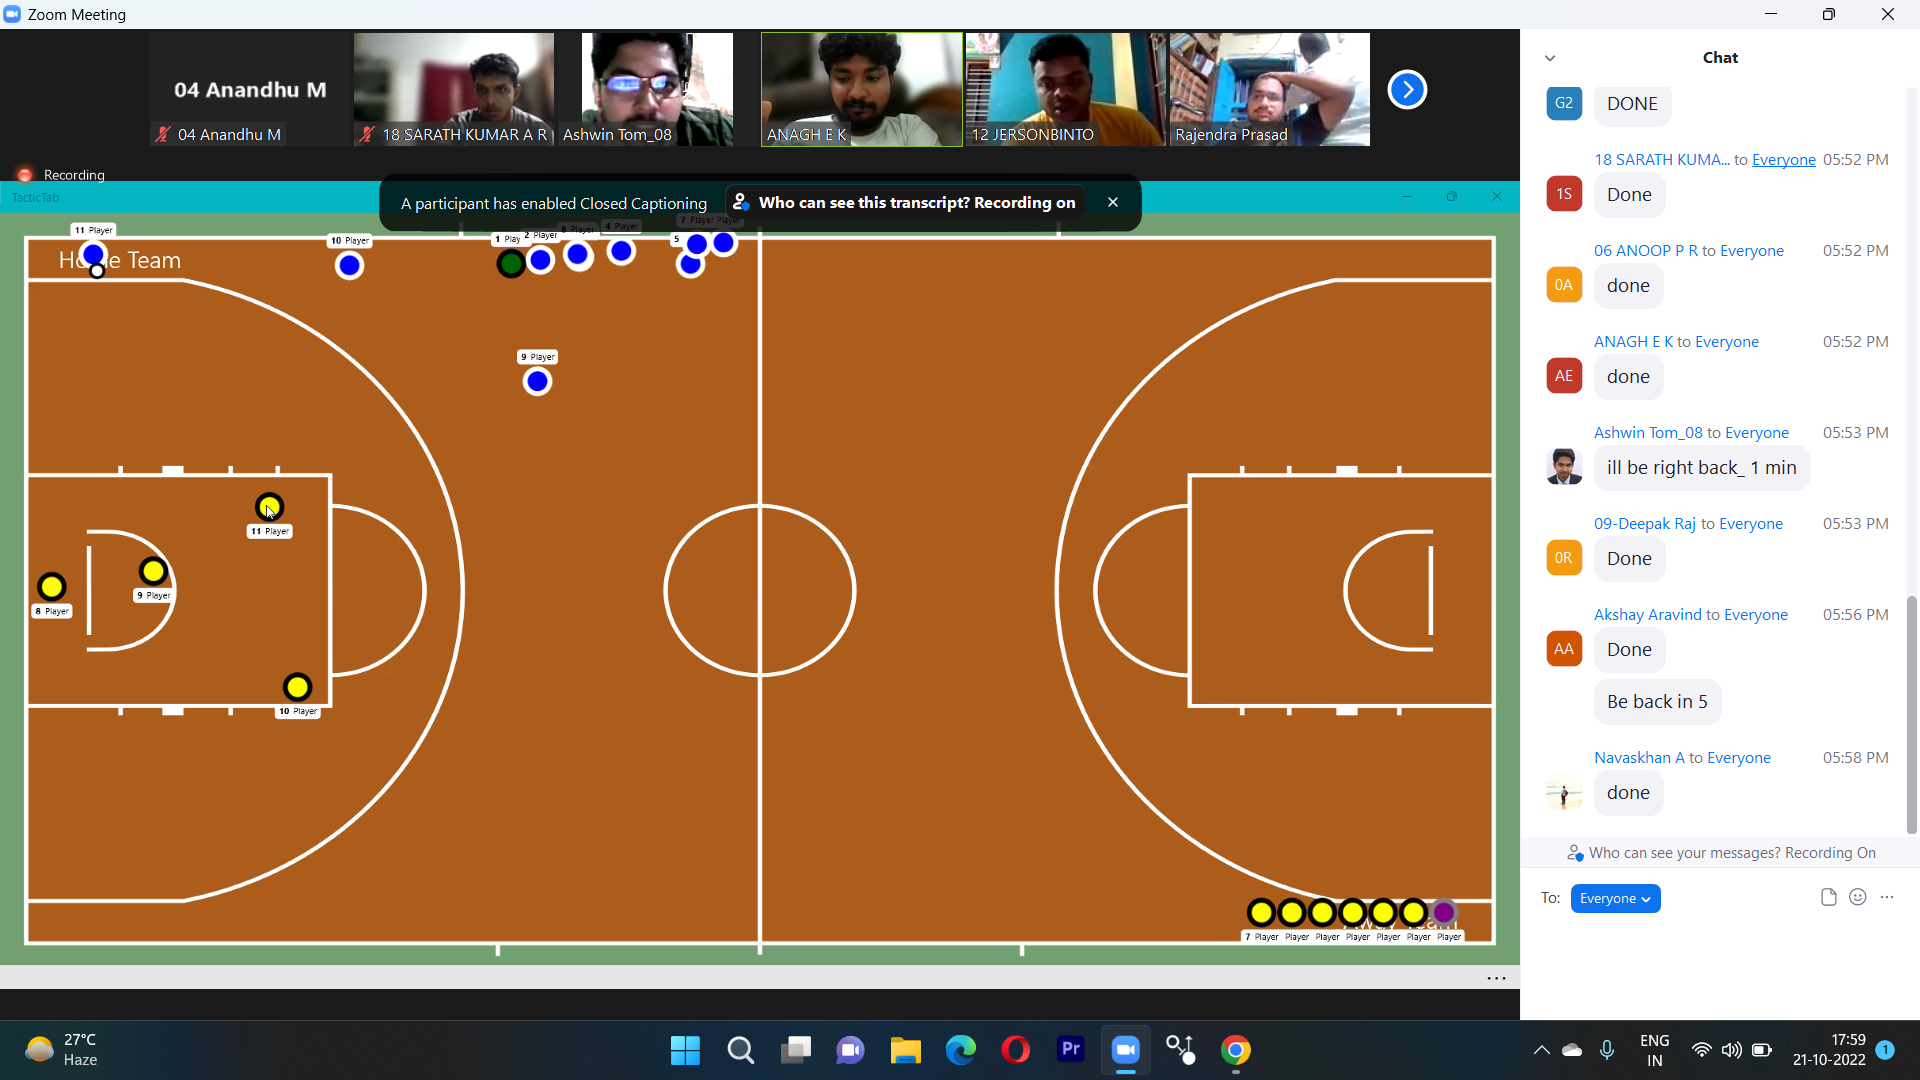 Zoom Meeting
04 Anandhu M
04 Anandhu M
18 SARATH KUMAR A R
Ashwin Tom_08
ANAGH E K
12 JERSONBINTO
Rajendra Prasad
Recording
TacticTab
A participant has enabled Closed Captioning
Who can see this transcript? Recording on
Home Team
11 Player
10 Player
1 Play
2 Player
8 Player
4 Player
5
7 Player Player
9 Player
11 Player
9 Player
8 Player
10 Player
Away Team
7 Player Player Player Player Player Player Player
Chat
G2
DONE
18 SARATH KUMA... to Everyone 05:52 PM
1S
Done
06 ANOOP P R to Everyone 05:52 PM
0A
done
ANAGH E K to Everyone 05:52 PM
AE
done
Ashwin Tom_08 to Everyone 05:53 PM
ill be right back_ 1 min
09-Deepak Raj to Everyone 05:53 PM
0R
Done
Akshay Aravind to Everyone 05:56 PM
AA
Done
Be back in 5
Navaskhan A to Everyone 05:58 PM
done
Who can see your messages? Recording On
To: Everyone
27°C
Haze
Pr
ENG
IN
17:59
21-10-2022
1